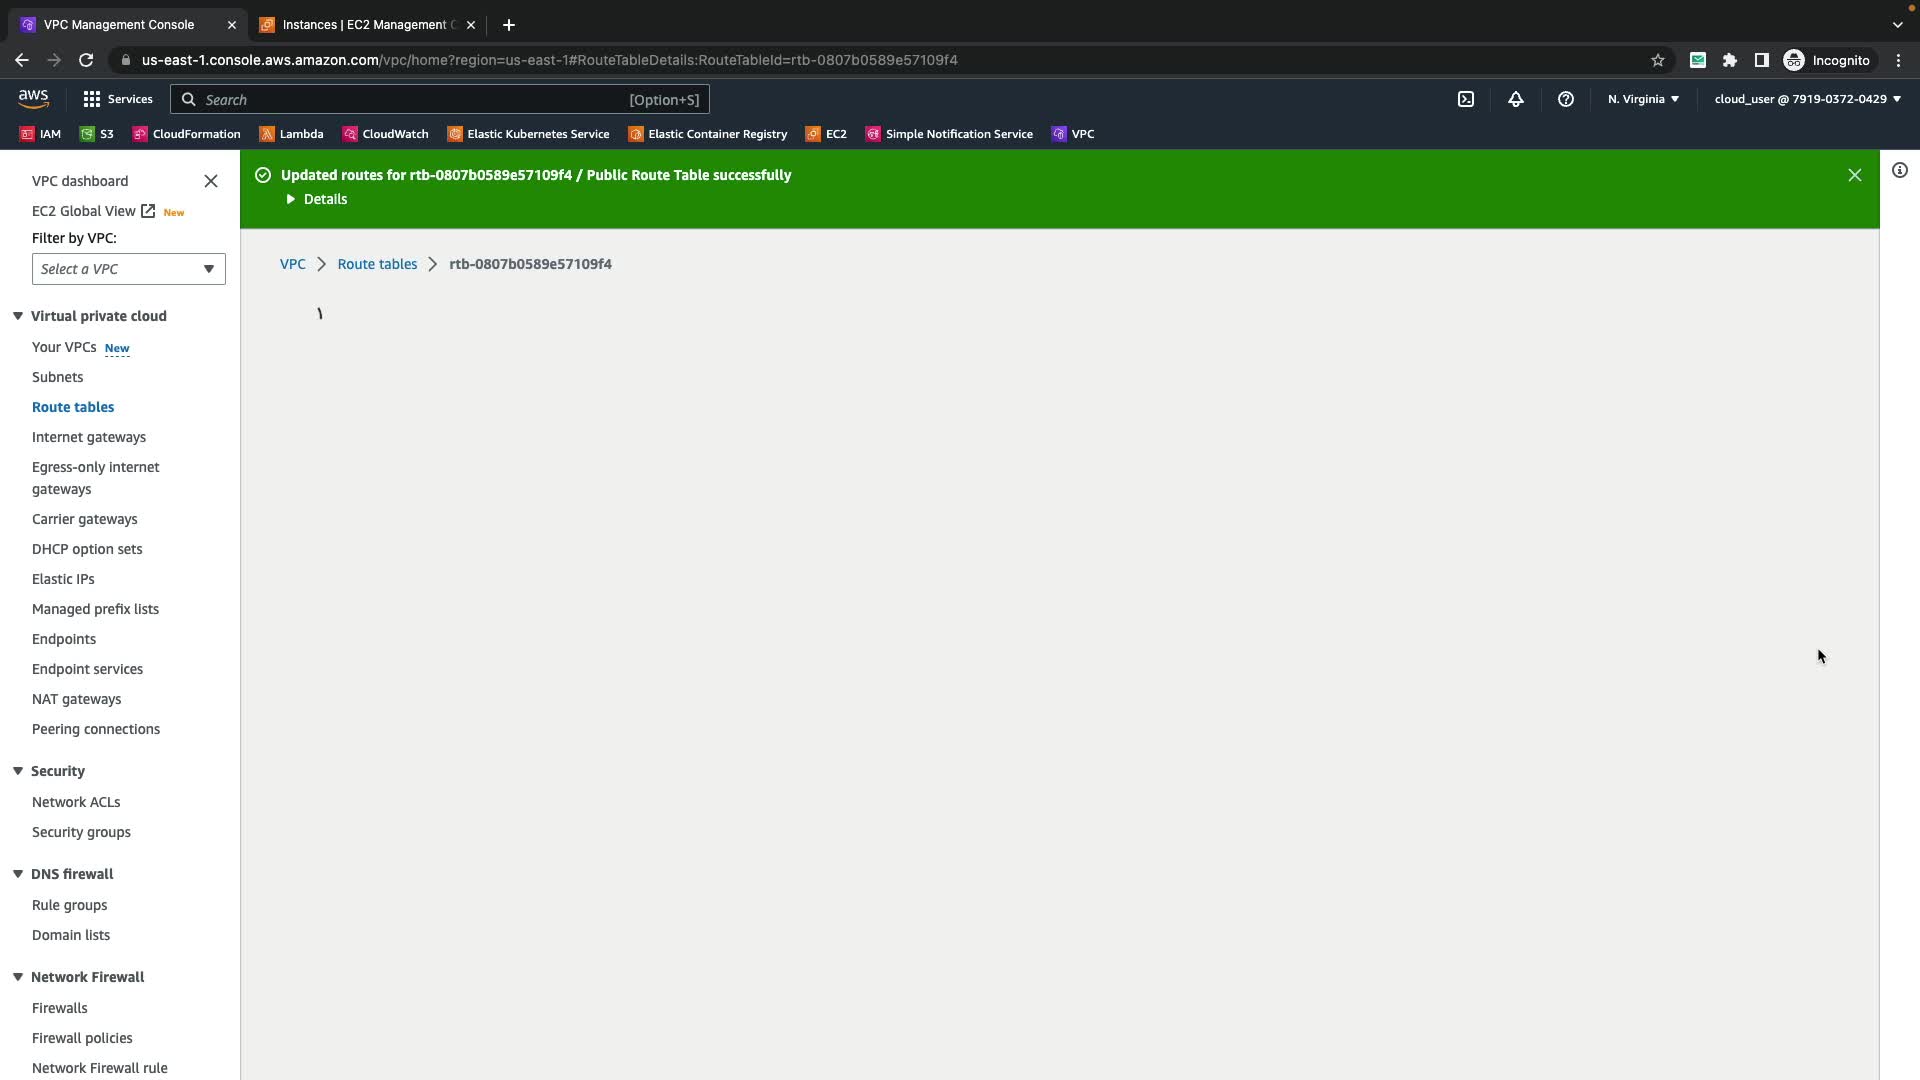 VPC Management Console
Instances | EC2 Management C
us-east-1.console.aws.amazon.com/vpc/home?region=us-east-1#RouteTableDetails:RouteTableId=rtb-0807b0589e57109f4
Incognito
aws
Services
Search
[Option+S]
N. Virginia
cloud_user @ 7919-0372-0429
IAM
S3
CloudFormation
Lambda
CloudWatch
Elastic Kubernetes Service
Elastic Container Registry
EC2
Simple Notification Service
VPC
VPC dashboard
EC2 Global View
New
Filter by VPC:
Select a VPC
Virtual private cloud
Your VPCs New
Subnets
Route tables
Internet gateways
Egress-only internet
gateways
Carrier gateways
DHCP option sets
Elastic IPs
Managed prefix lists
Endpoints
Endpoint services
NAT gateways
Peering connections
Security
Network ACLs
Security groups
DNS firewall
Rule groups
Domain lists
Network Firewall
Firewalls
Firewall policies
Network Firewall rule
Updated routes for rtb-0807b0589e57109f4 / Public Route Table successfully
Details
VPC
Route tables
rtb-0807b0589e57109f4